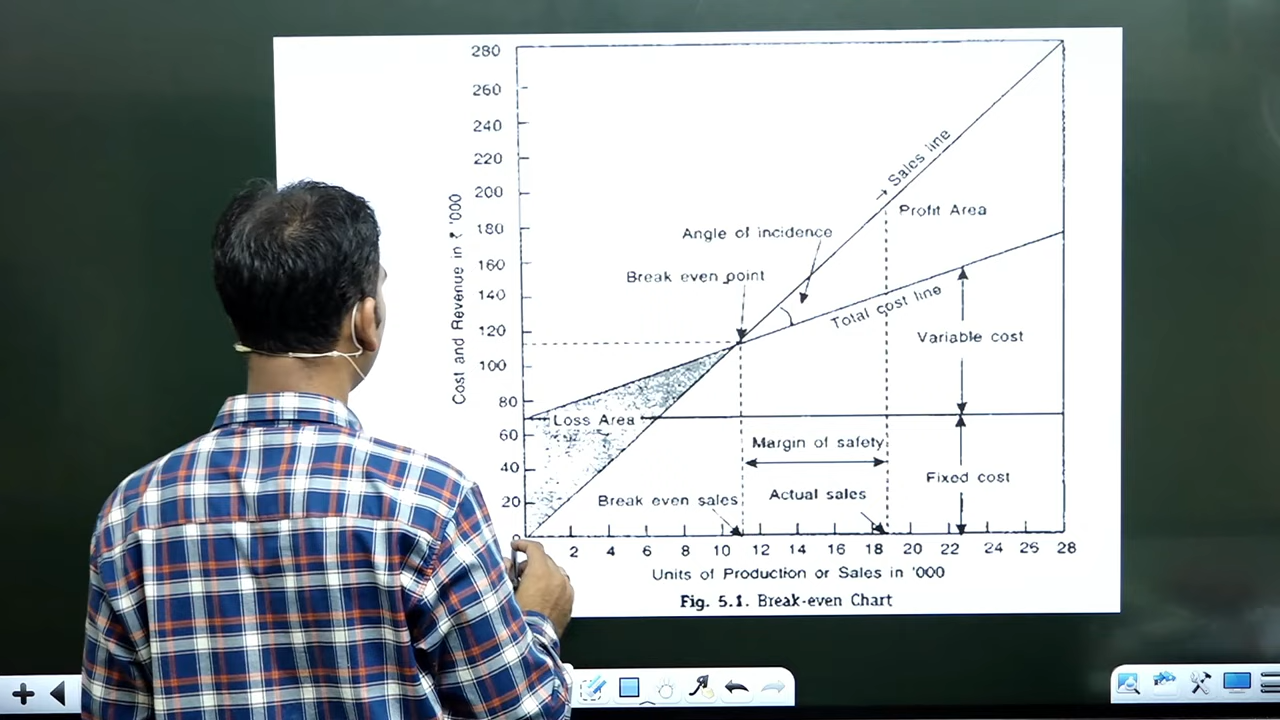 280
260
240
220
200
180
160
140
120
100
80
60
40
20
0
Cost and Revenue in ₹ '000
→ Sales line
Profit Area
Angle of incidence
Break even point
Total cost line
Variable cost
Loss Area
Margin of safety
Fixed cost
Break even sales
Actual sales
2 4 6 8 10 12 14 16 18 20 22 24 26 28
Units of Production or Sales in '000
Fig. 5.1. Break-even Chart